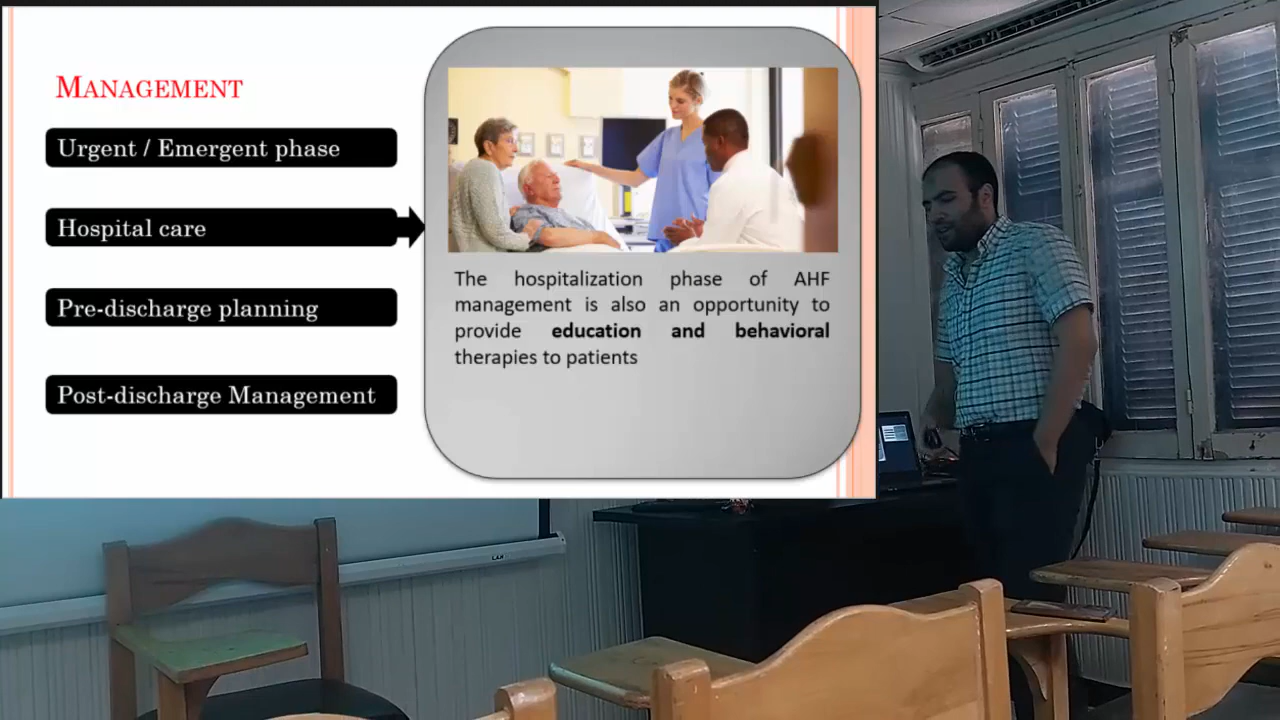 MANAGEMENT
Urgent / Emergent phase
Hospital care
Pre-discharge planning
Post-discharge Management
The hospitalization phase of AHF
management is also an opportunity to
provide education and behavioral
therapies to patients